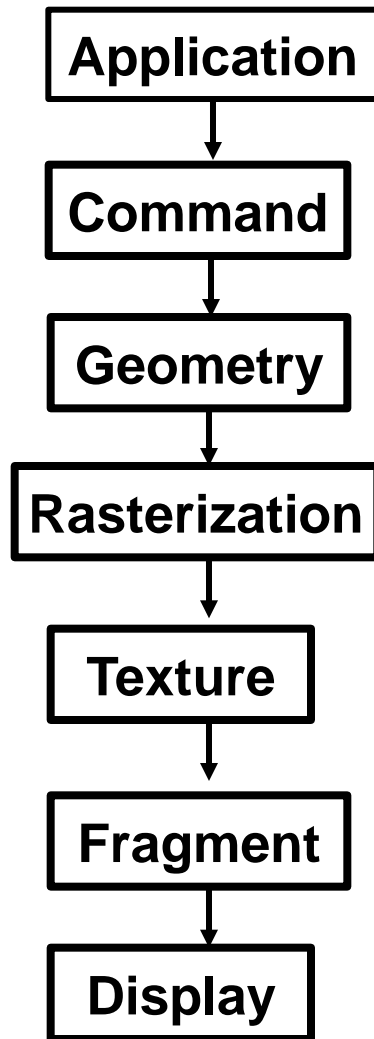 Application
Command
Geometry
Rasterization
Texture
Fragment
Display